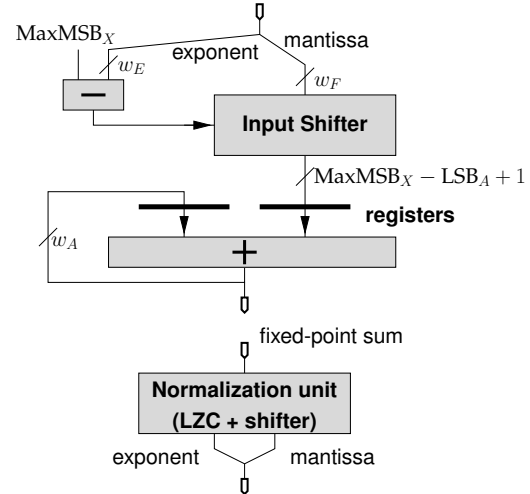 MaxMSB_X
exponent
mantissa
w_E
w_F
−
Input Shifter
MaxMSB_X − LSB_A + 1
registers
w_A
+
fixed-point sum
Normalization unit
(LZC + shifter)
exponent
mantissa